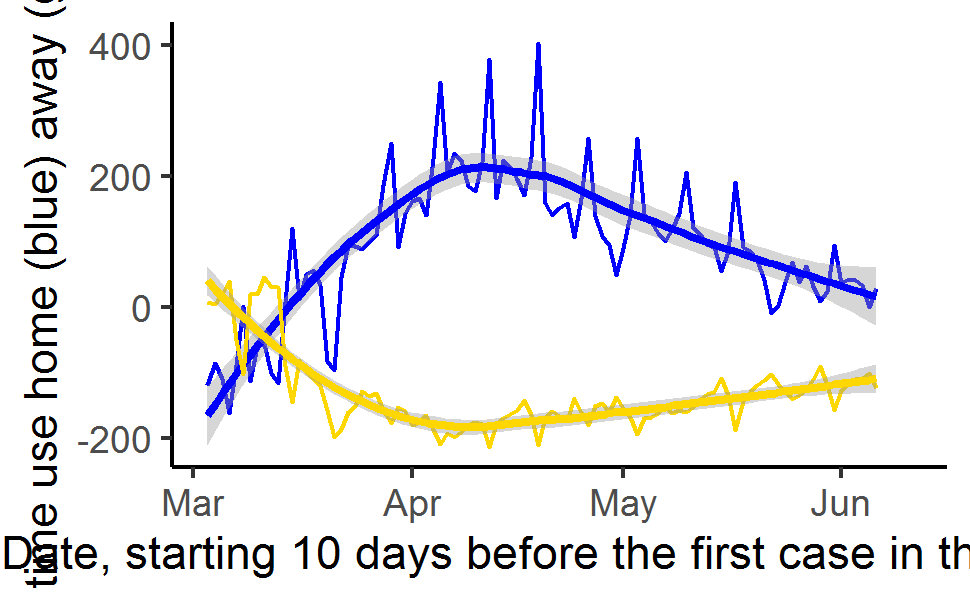 time use home (blue) away (
400
200
0
-200
Mar Apr May Jun
Date, starting 10 days before the first case in th